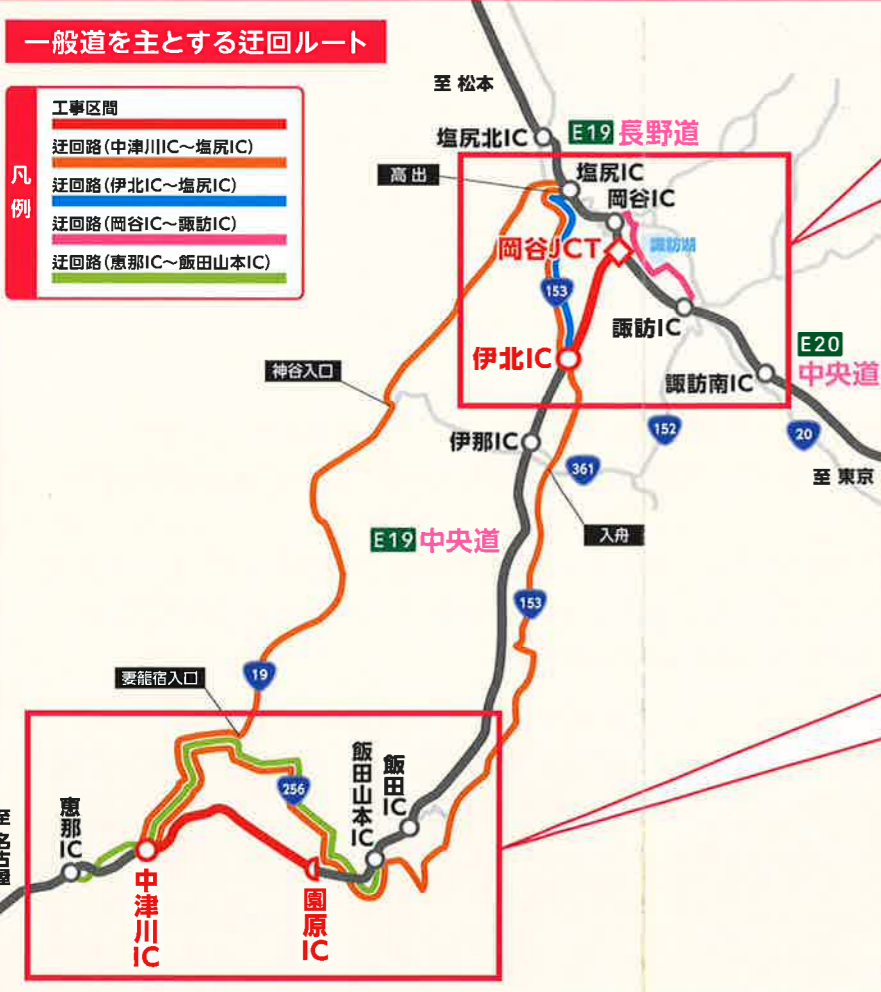 一般道を主とする迂回ルート
凡例
工事区間
迂回路(中津川IC～塩尻IC)
迂回路(伊北IC～塩尻IC)
迂回路(岡谷IC～諏訪IC)
迂回路(恵那IC～飯田山本IC)
至 松本
塩尻北IC
E19 長野道
高出
塩尻IC
岡谷IC
岡谷JCT
諏訪湖
153
諏訪IC
E20
中央道
伊北IC
神谷入口
諏訪南IC
伊那IC
152
20
361
至 東京
E19 中央道
入舟
153
妻籠宿入口
19
256
飯田山本IC
飯田IC
至 名古屋
恵那IC
中津川IC
園原IC